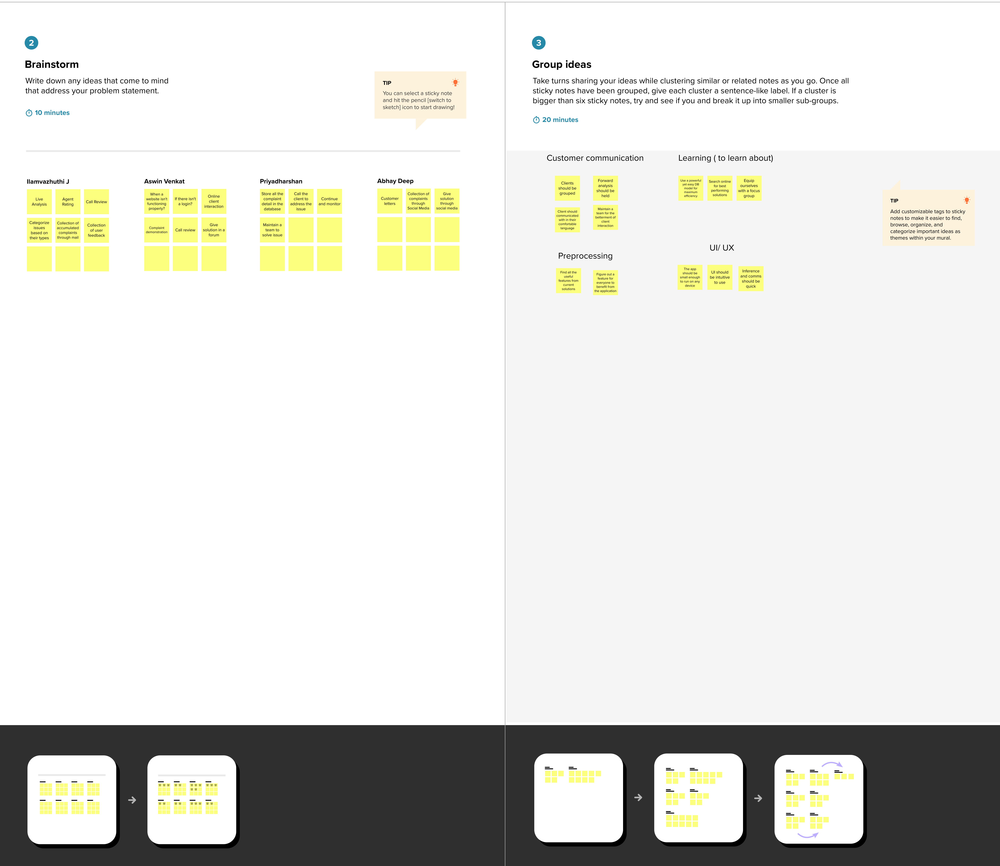 2
Brainstorm
Write down any ideas that come to mind
that address your problem statement.
10 minutes
TIP
You can select a sticky note
and hit the pencil [switch to
sketch] icon to start drawing!
Ilamvazhuthi J
Live
Analysis
Agent
Rating
Call Review
Categorize
issues
based on
their types
Collection of
accumulated
complaints
through mail
Collection
of user
feedback
Aswin Venkat
When a
website isn't
functioning
properly?
If there isn't
a login?
Online
client
interaction
Complaint
demonstration
Call review
Give
solution in a
forum
Priyadharshan
Store all the
complaint
detail in the
database
Call the
client to
address the
issue
Continue
and monitor
Maintain a
team to
solve issue
Abhay Deep
Customer
letters
Collection of
complaints
through
Social Media
Give
solution
through
social media
3
Group ideas
Take turns sharing your ideas while clustering similar or related notes as you go. Once all
sticky notes have been grouped, give each cluster a sentence-like label. If a cluster is
bigger than six sticky notes, try and see if you and break it up into smaller sub-groups.
20 minutes
Customer communication
Clients
should be
grouped
Forward
analysis
should be
held
Client should
communicated
with in their
comfortable
language
Maintain a
team for the
betterment of
client
interaction
Learning ( to learn about)
Use a powerful
yet easy DB
model for
maximum
efficiency
Search online
for best
performing
solutions
Equip
ourselves
with a focus
group
TIP
Add customizable tags to sticky
notes to make it easier to find,
browse, organize, and
categorize important ideas as
themes within your mural.
Preprocessing
Find all the
useful
features from
current
solutions
Figure out a
feature for
everyone to
benefit from
the application
UI/ UX
The app
should be
small enough
to run on any
device
UI should
be intuitive
to use
Inference
and comms
should be
quick